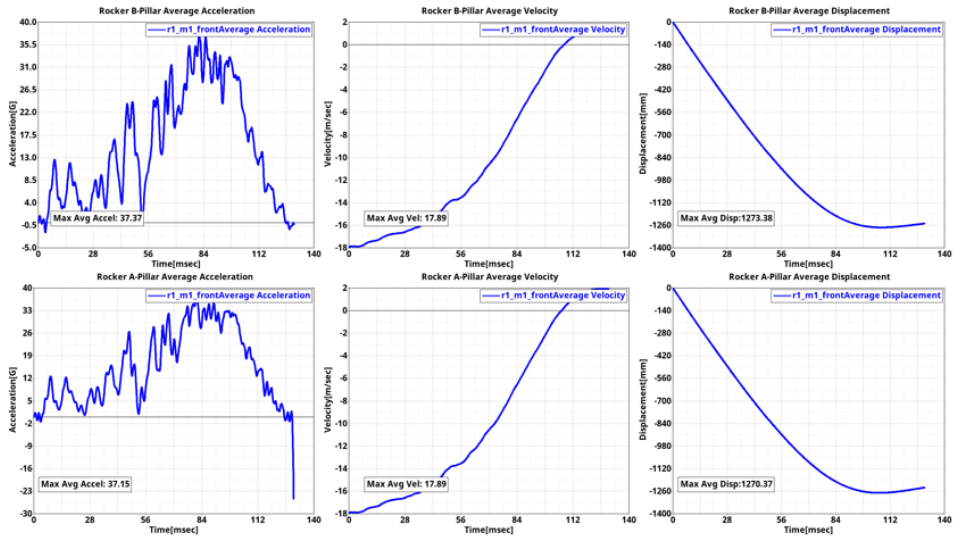 Rocker B-Pillar Average Acceleration
r1_m1_frontAverage Acceleration
Acceleration[G]
40.0
35.5
31.0
26.5
22.0
17.5
13.0
8.5
4.0
-0.5
-5.0
Max Avg Accel: 37.37
0 28 56 84 112 140
Time[msec]
Rocker B-Pillar Average Velocity
r1_m1_frontAverage Velocity
Velocity[m/sec]
2
0
-2
-4
-6
-8
-10
-12
-14
-16
-18
Max Avg Vel: 17.89
0 28 56 84 112 140
Time[msec]
Rocker B-Pillar Average Displacement
r1_m1_frontAverage Displacement
Displacement[mm]
0
-140
-280
-420
-560
-700
-840
-980
-1120
-1260
-1400
Max Avg Disp:1273.38
0 28 56 84 112 140
Time[msec]
Rocker A-Pillar Average Acceleration
r1_m1_frontAverage Acceleration
Acceleration[G]
40
33
26
19
12
5
-2
-9
-16
-23
-30
Max Avg Accel: 37.15
0 28 56 84 112 140
Time[msec]
Rocker A-Pillar Average Velocity
r1_m1_frontAverage Velocity
Velocity[m/sec]
2
0
-2
-4
-6
-8
-10
-12
-14
-16
-18
Max Avg Vel: 17.89
0 28 56 84 112 140
Time[msec]
Rocker A-Pillar Average Displacement
r1_m1_frontAverage Displacement
Displacement[mm]
0
-140
-280
-420
-560
-700
-840
-980
-1120
-1260
-1400
Max Avg Disp:1270.37
0 28 56 84 112 140
Time[msec]